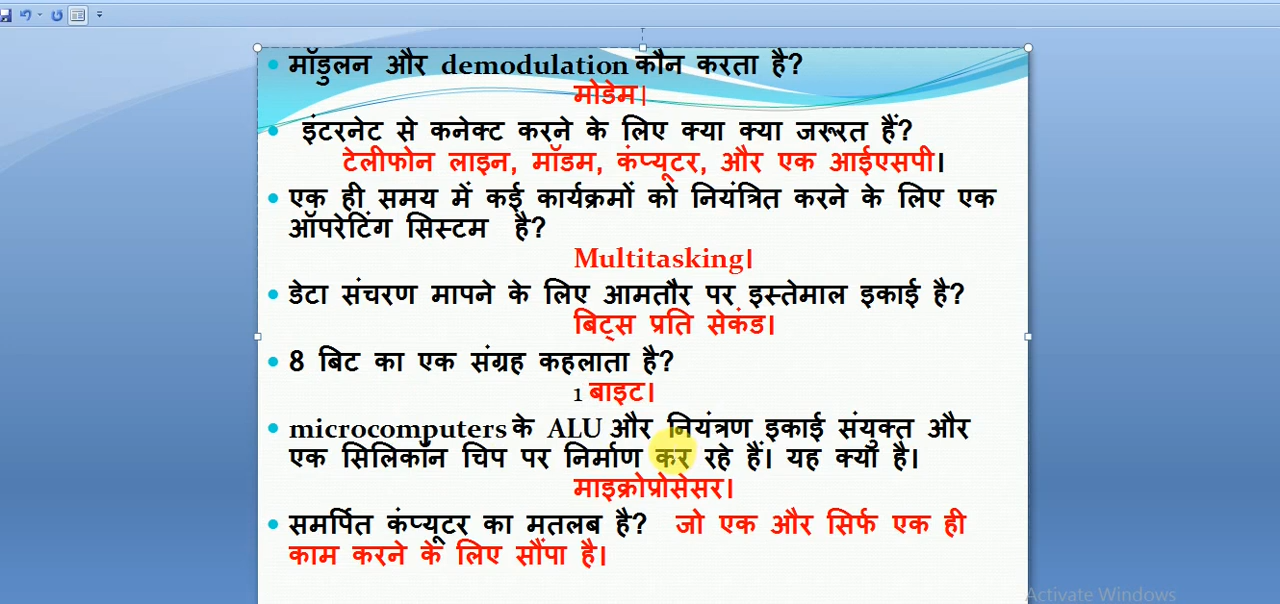 मॉडुलन और demodulation कौन करता है?
मोडेम।
इंटरनेट से कनेक्ट करने के लिए क्या क्या जरूरत हैं?
टेलीफोन लाइन, मॉडम, कंप्यूटर, और एक आईएसपी।
एक ही समय में कई कार्यक्रमों को नियंत्रित करने के लिए एक
ऑपरेटिंग सिस्टम है?
Multitasking।
डेटा संचरण मापने के लिए आमतौर पर इस्तेमाल इकाई है?
बिट्स प्रति सेकंड।
8 बिट का एक संग्रह कहलाता है?
1 बाइट।
microcomputers के ALU और नियंत्रण इकाई संयुक्त और
एक सिलिकॉन चिप पर निर्माण कर रहे हैं। यह क्या है।
माइक्रोप्रोसेसर।
समर्पित कंप्यूटर का मतलब है? जो एक और सिर्फ एक ही
काम करने के लिए सौंपा है।
Activate Windows